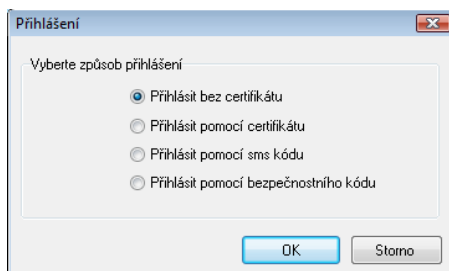 Přihlášení
Vyberte způsob přihlášení
Přihlásit bez certifikátu
Přihlásit pomocí certifikátu
Přihlásit pomocí sms kódu
Přihlásit pomocí bezpečnostního kódu
OK
Storno